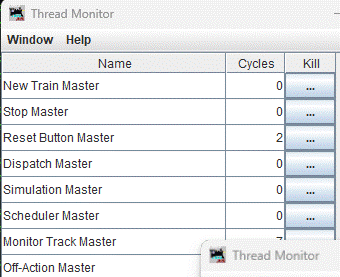 Thread Monitor
Window Help
Name Cycles Kill
New Train Master 0 ...
Stop Master 0 ...
Reset Button Master 2 ...
Dispatch Master 0 ...
Simulation Master 0 ...
Scheduler Master 0 ...
Monitor Track Master
Thread Monitor
Off-Action Master